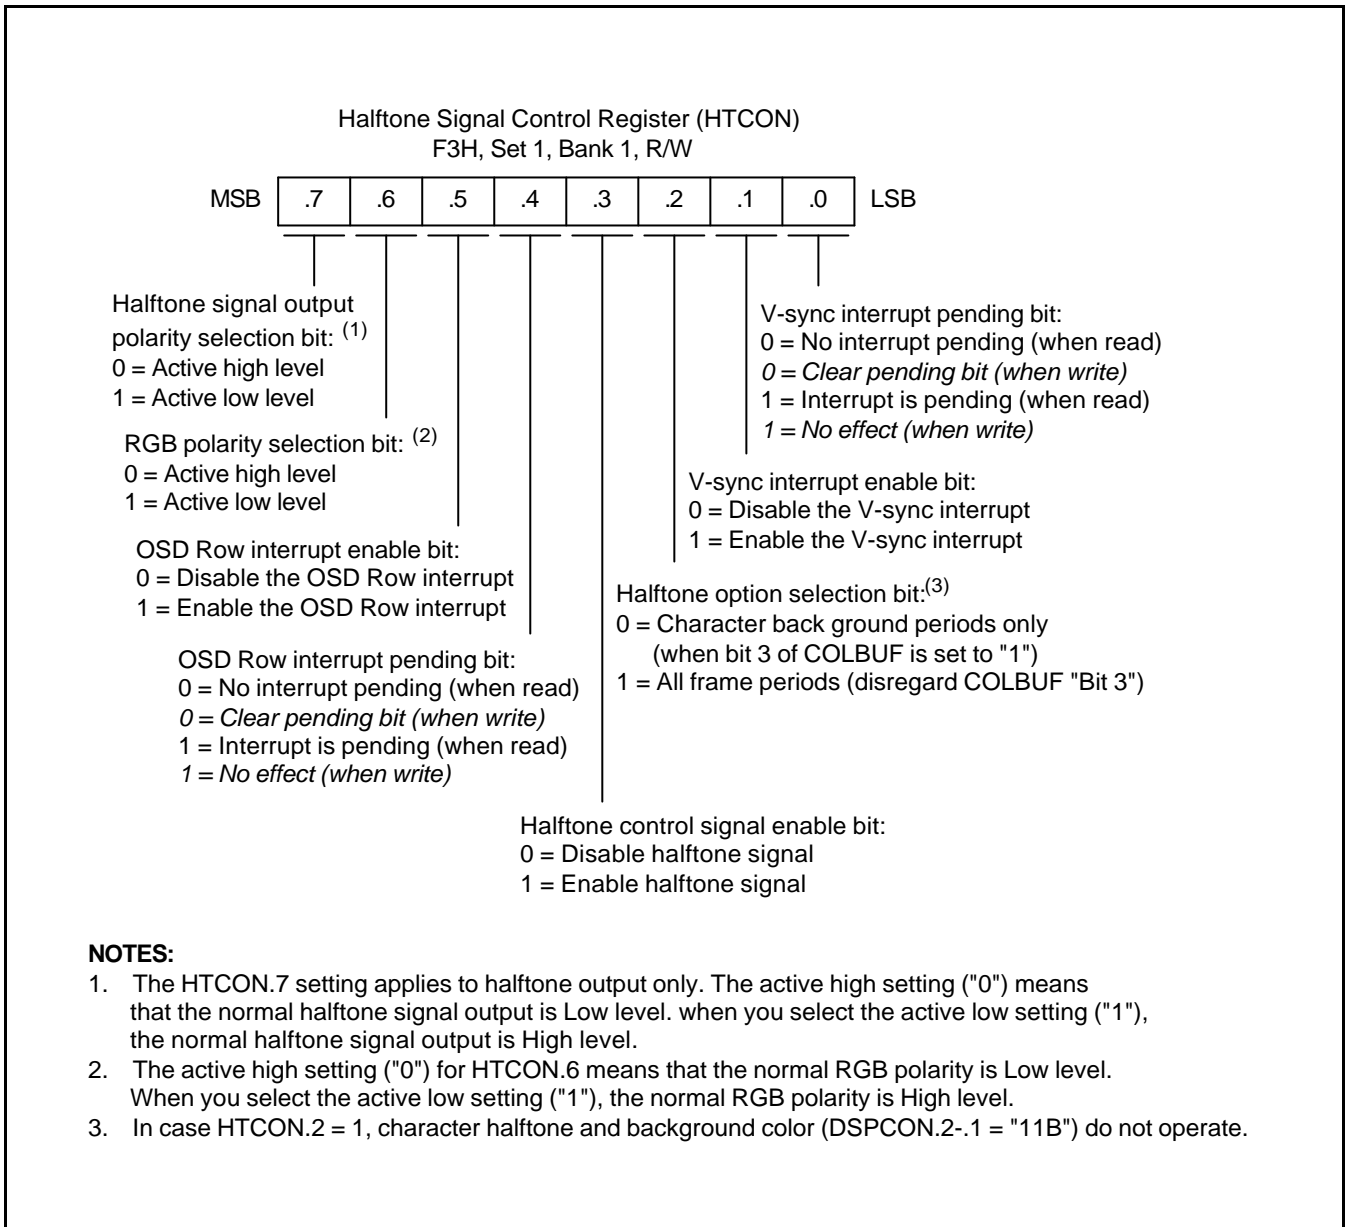 Halftone Signal Control Register (HTCON)
F3H, Set 1, Bank 1, R/W
MSB .7 .6 .5 .4 .3 .2 .1 .0 LSB
Halftone signal output
polarity selection bit: (1)
0 = Active high level
1 = Active low level
RGB polarity selection bit: (2)
0 = Active high level
1 = Active low level
OSD Row interrupt enable bit:
0 = Disable the OSD Row interrupt
1 = Enable the OSD Row interrupt
OSD Row interrupt pending bit:
0 = No interrupt pending (when read)
0 = Clear pending bit (when write)
1 = Interrupt is pending (when read)
1 = No effect (when write)
Halftone control signal enable bit:
0 = Disable halftone signal
1 = Enable halftone signal
Halftone option selection bit:(3)
0 = Character back ground periods only
(when bit 3 of COLBUF is set to "1")
1 = All frame periods (disregard COLBUF "Bit 3")
V-sync interrupt enable bit:
0 = Disable the V-sync interrupt
1 = Enable the V-sync interrupt
V-sync interrupt pending bit:
0 = No interrupt pending (when read)
0 = Clear pending bit (when write)
1 = Interrupt is pending (when read)
1 = No effect (when write)
NOTES:
1. The HTCON.7 setting applies to halftone output only. The active high setting ("0") means
that the normal halftone signal output is Low level. when you select the active low setting ("1"),
the normal halftone signal output is High level.
2. The active high setting ("0") for HTCON.6 means that the normal RGB polarity is Low level.
When you select the active low setting ("1"), the normal RGB polarity is High level.
3. In case HTCON.2 = 1, character halftone and background color (DSPCON.2-.1 = "11B") do not operate.